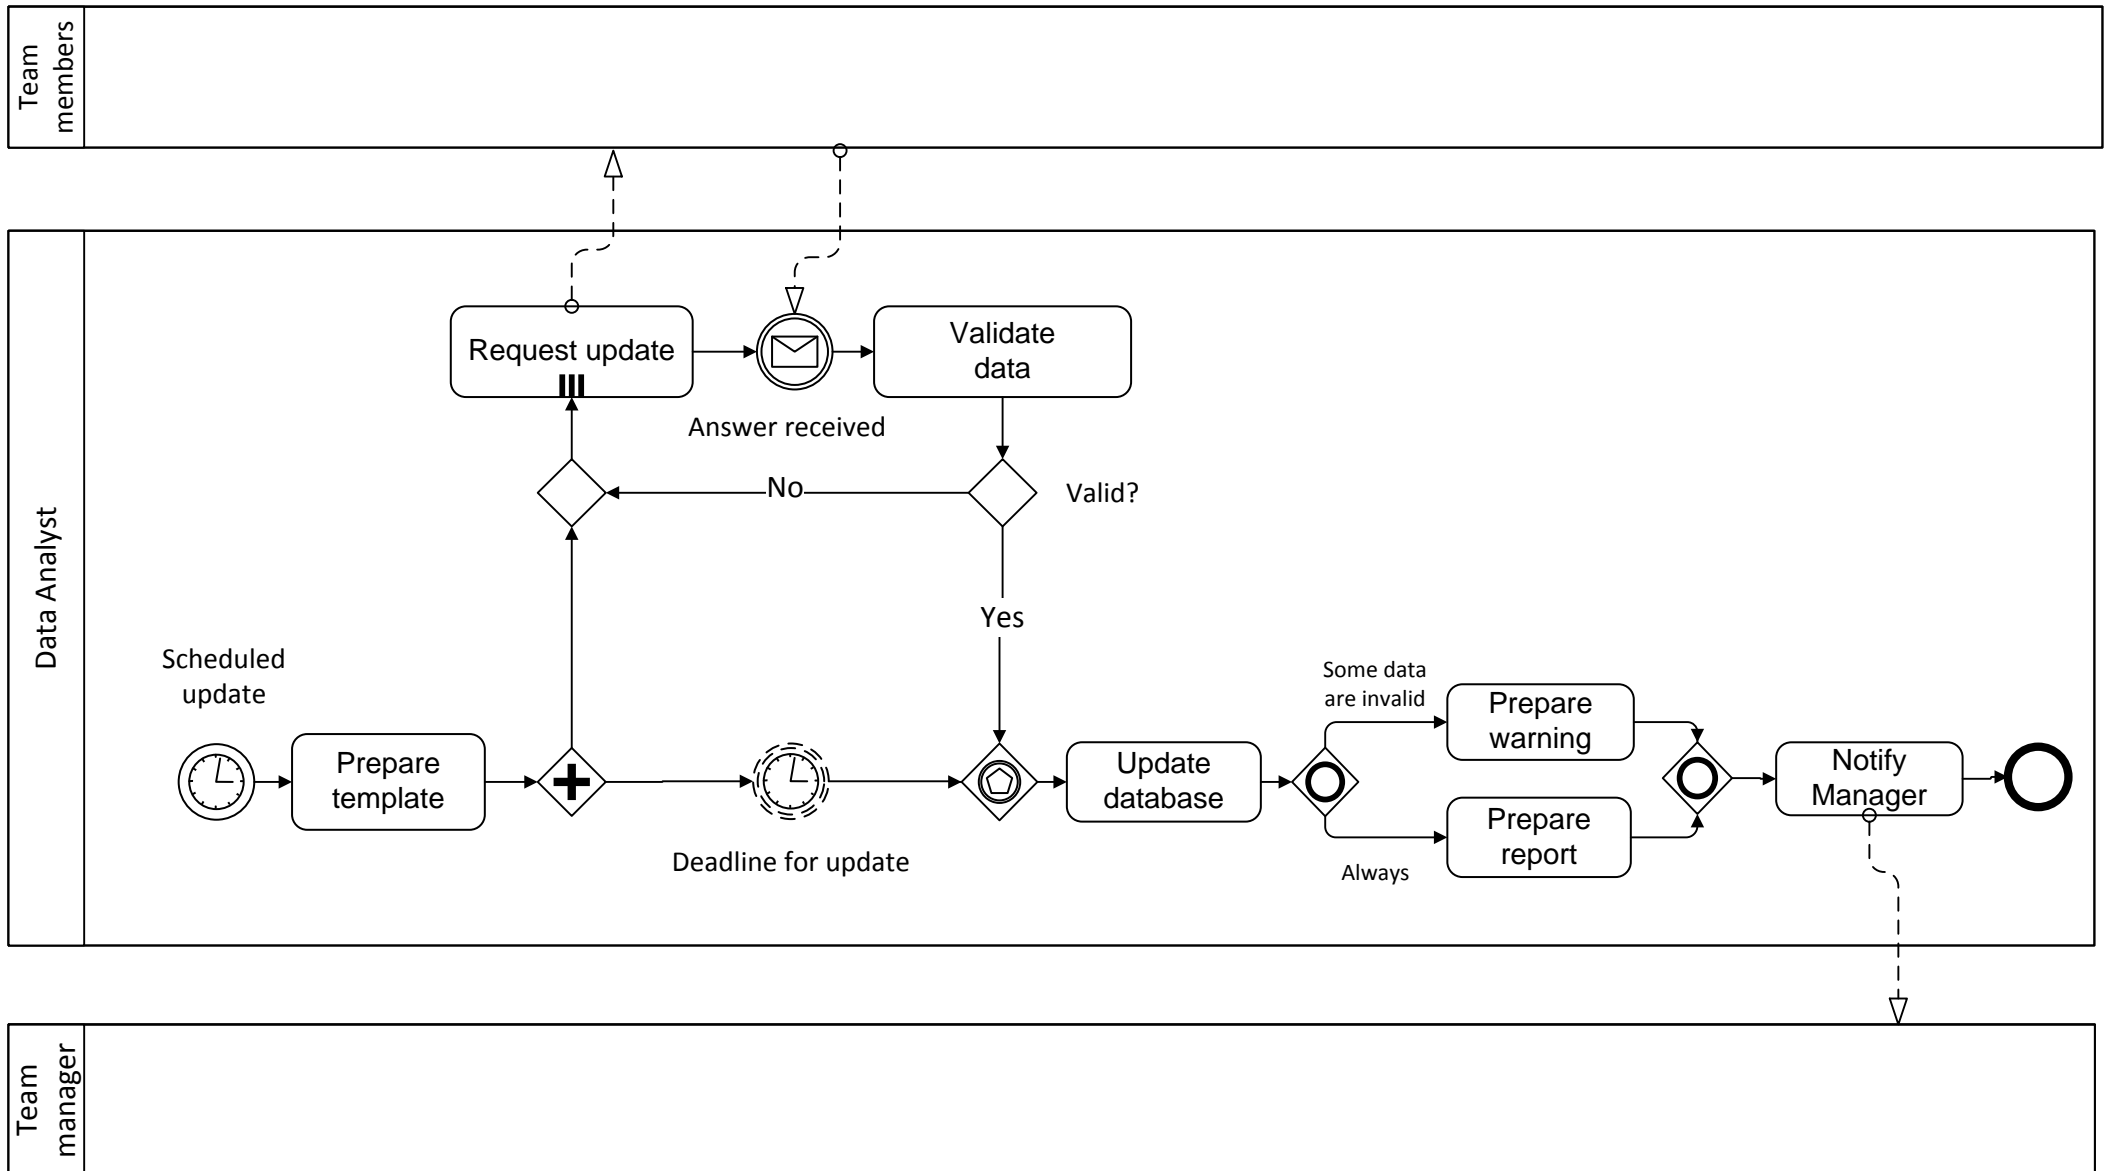 Team
members
Data Analyst
Request update
Validate
data
Answer received
No
Valid?
Yes
Scheduled
update
Prepare
template
Deadline for update
Update
database
Some data
are invalid
Always
Prepare
warning
Prepare
report
Notify
Manager
Team
manager